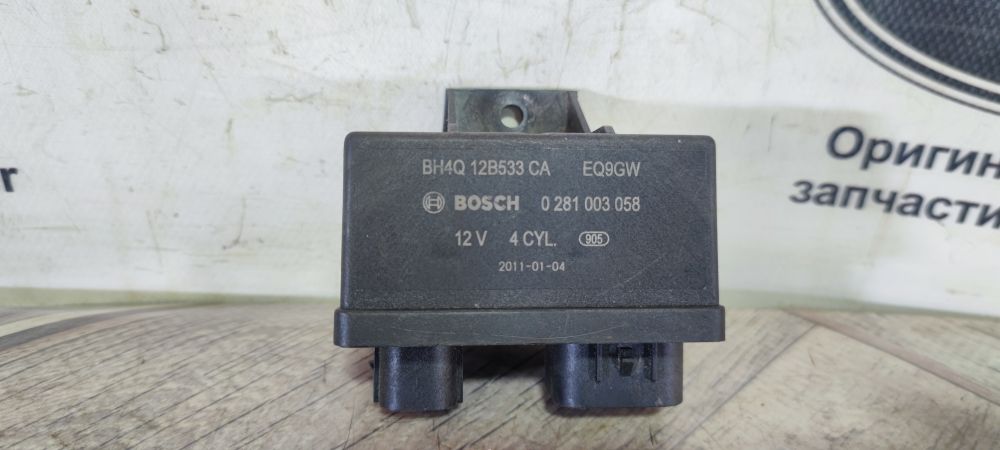 BH4Q 12B533 CA EQ9GW
BOSCH 0 281 003 058
12 V 4 CYL. 905
2011-01-04
Оригин
запчасти